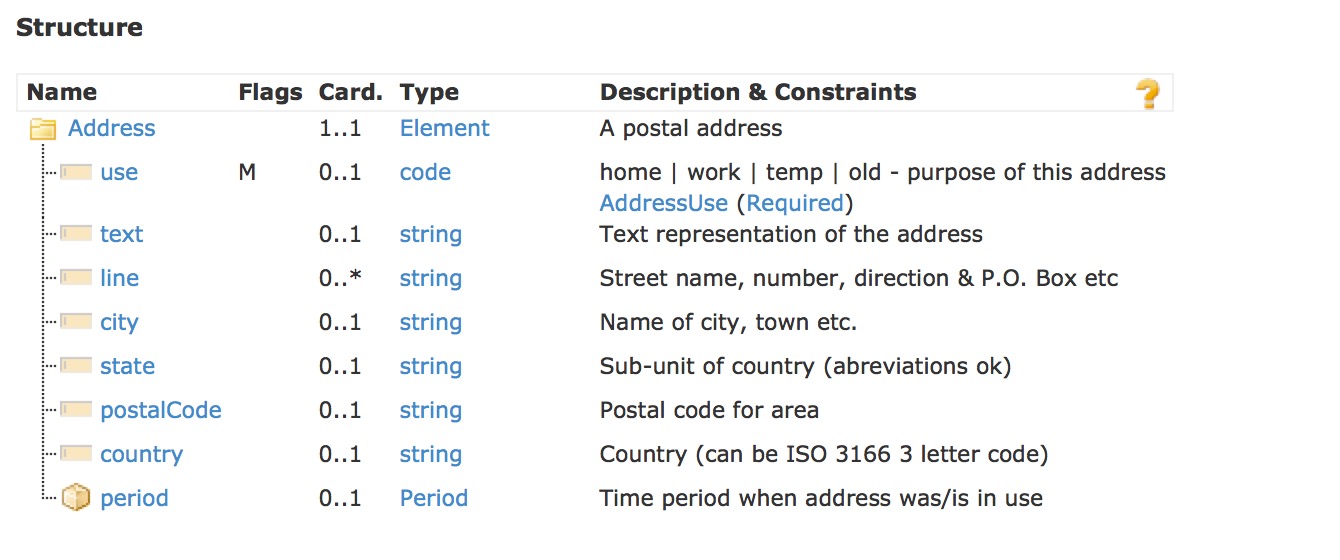 Structure
Name Flags Card. Type Description & Constraints ?
Address 1..1 Element A postal address
use M 0..1 code home | work | temp | old - purpose of this address
AddressUse (Required)
text 0..1 string Text representation of the address
line 0..* string Street name, number, direction & P.O. Box etc
city 0..1 string Name of city, town etc.
state 0..1 string Sub-unit of country (abreviations ok)
postalCode 0..1 string Postal code for area
country 0..1 string Country (can be ISO 3166 3 letter code)
period 0..1 Period Time period when address was/is in use